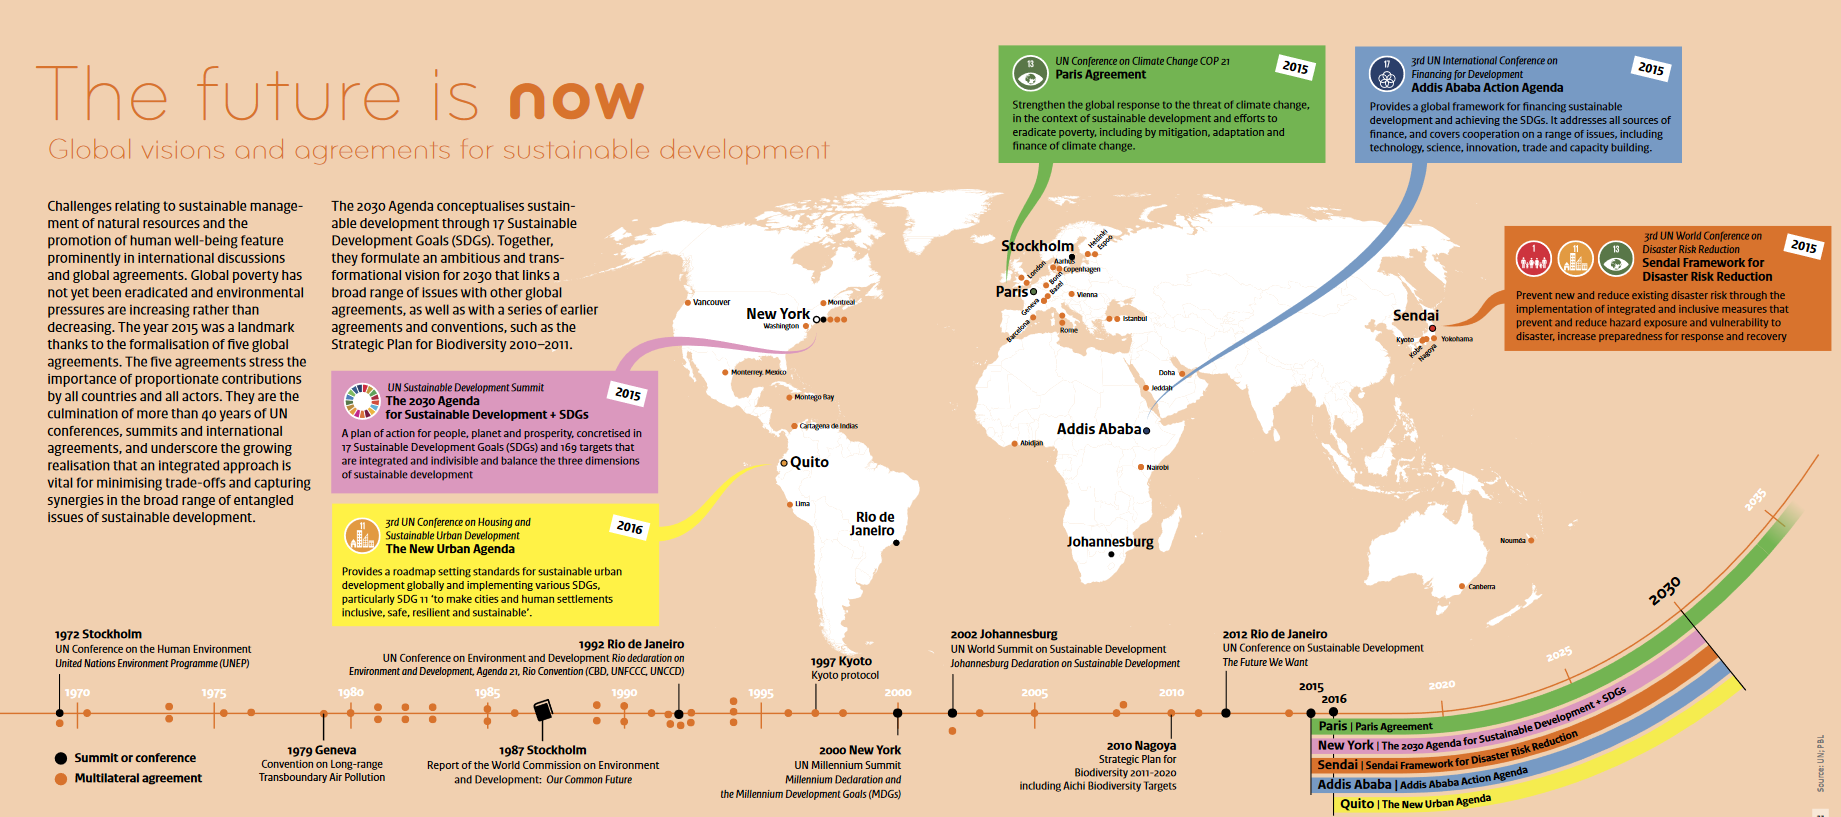 The future is now
Global visions and agreements for sustainable development
Challenges relating to sustainable manage-
ment of natural resources and the
promotion of human well-being feature
prominently in international discussions
and global agreements. Global poverty has
not yet been eradicated and environmental
pressures are increasing rather than
decreasing. The year 2015 was a landmark
thanks to the formalisation of five global
agreements. The five agreements stress the
importance of proportionate contributions
by all countries and all actors. They are the
culmination of more than 40 years of UN
conferences, summits and international
agreements, and underscore the growing
realisation that an integrated approach is
vital for minimising trade-offs and capturing
synergies in the broad range of entangled
issues of sustainable development.
The 2030 Agenda conceptualises sustain-
able development through 17 Sustainable
Development Goals (SDGs). Together,
they formulate an ambitious and trans-
formational vision for 2030 that links a
broad range of issues with other global
agreements, as well as with a series of earlier
agreements and conventions, such as the
Strategic Plan for Biodiversity 2010–2011.
13
UN Conference on Climate Change COP 21
Paris Agreement
2015
Strengthen the global response to the threat of climate change,
in the context of sustainable development and efforts to
eradicate poverty, including by mitigation, adaptation and
finance of climate change.
17
3rd UN International Conference on
Financing for Development
Addis Ababa Action Agenda
2015
Provides a global framework for financing sustainable
development and achieving the SDGs. It addresses all sources of
finance, and covers cooperation on a range of issues, including
technology, science, innovation, trade and capacity building.
1
11
13
3rd UN World Conference on
Disaster Risk Reduction
Sendai Framework for
Disaster Risk Reduction
2015
Prevent new and reduce existing disaster risk through the
implementation of integrated and inclusive measures that
prevent and reduce hazard exposure and vulnerability to
disaster, increase preparedness for response and recovery
UN Sustainable Development Summit
The 2030 Agenda
for Sustainable Development + SDGs
2015
A plan of action for people, planet and prosperity, concretised in
17 Sustainable Development Goals (SDGs) and 169 targets that
are integrated and indivisible and balance the three dimensions
of sustainable development
11
3rd UN Conference on Housing and
Sustainable Urban Development
The New Urban Agenda
2016
Provides a roadmap setting standards for sustainable urban
development globally and implementing various SDGs,
particularly SDG 11 'to make cities and human settlements
inclusive, safe, resilient and sustainable'.
Vancouver
Montreal
New York
Washington
Monterrey, Mexico
Montego Bay
Cartagena de Indias
Quito
Lima
Rio de
Janeiro
Stockholm
Helsinki
Espoo
Aarhus
Copenhagen
London
Bonn
Basel
Paris
Geneva
Vienna
Barcelona
Rome
Istanbul
Doha
Jeddah
Addis Ababa
Abidjan
Nairobi
Johannesburg
Sendai
Kyoto
Kobe
Nagoya
Yokohama
Nouméa
Canberra
1972 Stockholm
UN Conference on the Human Environment
United Nations Environment Programme (UNEP)
1992 Rio de Janeiro
UN Conference on Environment and Development Rio declaration on
Environment and Development, Agenda 21, Rio Convention (CBD, UNFCCC, UNCCD)
1997 Kyoto
Kyoto protocol
2002 Johannesburg
UN World Summit on Sustainable Development
Johannesburg Declaration on Sustainable Development
2012 Rio de Janeiro
UN Conference on Sustainable Development
The Future We Want
1970
1975
1980
1985
1990
1995
2000
2005
2010
2015
2016
2020
2025
2030
2035
Summit or conference
Multilateral agreement
1979 Geneva
Convention on Long-range
Transboundary Air Pollution
1987 Stockholm
Report of the World Commission on Environment
and Development: Our Common Future
2000 New York
UN Millennium Summit
Millennium Declaration and
the Millennium Development Goals (MDGs)
2010 Nagoya
Strategic Plan for
Biodiversity 2011-2020
including Aichi Biodiversity Targets
Paris | Paris Agreement
New York | The 2030 Agenda for Sustainable Development + SDGs
Sendai | Sendai Framework for Disaster Risk Reduction
Addis Ababa | Addis Ababa Action Agenda
Quito | The New Urban Agenda
Source: UN; PBL